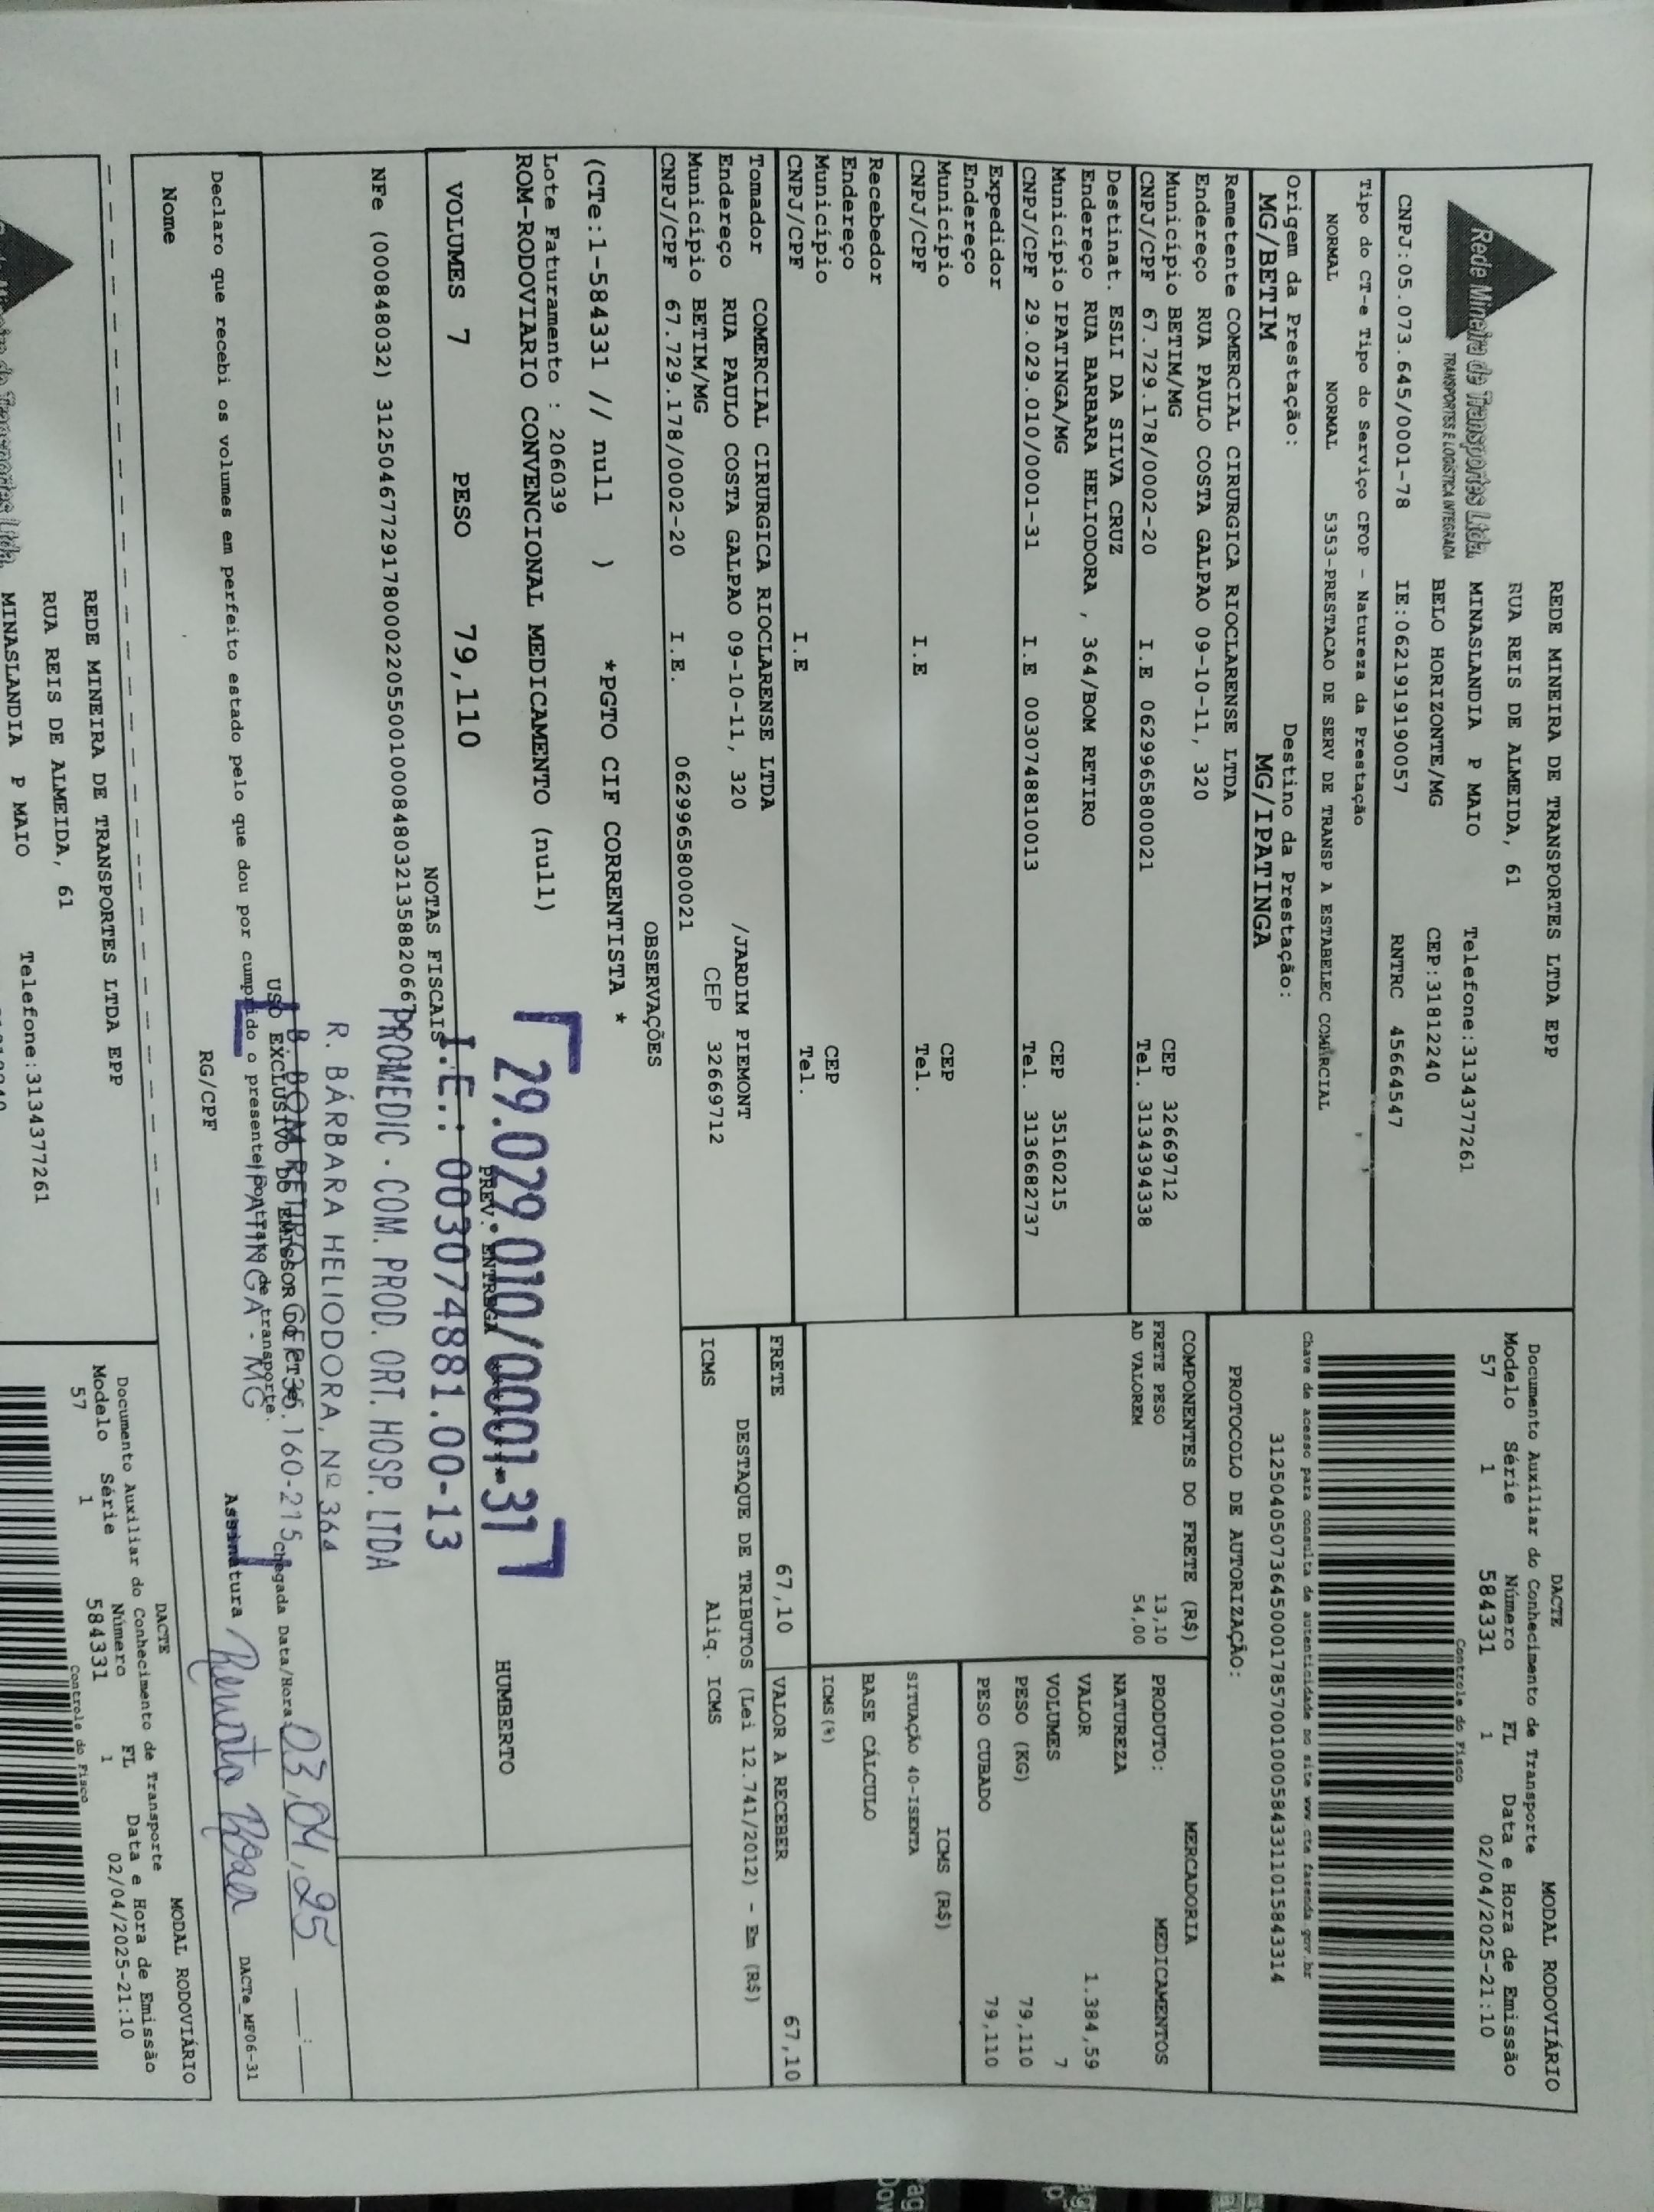 Rede Mineira de Transportes Ltda.
TRANSPORTES E LOGÍSTICA INTEGRADA
REDE MINEIRA DE TRANSPORTES LTDA EPP
RUA REIS DE ALMEIDA, 61
MINASLANDIA P MAIO Telefone:3134377261
BELO HORIZONTE/MG CEP:31812240
CNPJ:05.073.645/0001-78 IE:0621919190057 RNTRC 45664547
DACTE MODAL RODOVIÁRIO
Documento Auxiliar do Conhecimento de Transporte
Modelo Série Número FL Data e Hora de Emissão
57 1 584331 1 02/04/2025-21:10
Controle do Fisco
Chave de acesso para consulta de autenticidade no site www.cte.fazenda.gov.br
31250405073645000178570010005843311015843314
PROTOCOLO DE AUTORIZAÇÃO:
Tipo do CT-e Tipo do Serviço CFOP - Natureza da Prestação
NORMAL NORMAL 5353-PRESTACAO DE SERV DE TRANSP A ESTABELEC COMERCIAL
Origem da Prestação: Destino da Prestação:
MG/BETIM MG/IPATINGA
Remetente COMERCIAL CIRURGICA RIOCLARENSE LTDA
Endereço RUA PAULO COSTA GALPAO 09-10-11, 320
Município BETIM/MG CEP 32669712
CNPJ/CPF 67.729.178/0002-20 I.E 0629965800021 Tel. 3134394338
Destinat. ESLI DA SILVA CRUZ
Endereço RUA BARBARA HELIODORA , 364/BOM RETIRO
Município IPATINGA/MG CEP 35160215
CNPJ/CPF 29.029.010/0001-31 I.E 0030748810013 Tel. 3136682737
Expedidor
Endereço
Município CEP
CNPJ/CPF I.E Tel.
Recebedor
Endereço
Município CEP
CNPJ/CPF I.E Tel.
Tomador COMERCIAL CIRURGICA RIOCLARENSE LTDA
Endereço RUA PAULO COSTA GALPAO 09-10-11, 320 /JARDIM PIEMONT
Município BETIM/MG CEP 32669712
CNPJ/CPF 67.729.178/0002-20 I.E. 0629965800021
COMPONENTES DO FRETE (R$)
FRETE PESO 13,10
AD VALOREM 54,00
MERCADORIA
PRODUTO: MEDICAMENTOS
NATUREZA
VALOR 1.384,59
VOLUMES 7
PESO (KG) 79,110
PESO CUBADO 79,110
ICMS (R$)
SITUAÇÃO 40-ISENTA
BASE CÁLCULO
ICMS(%)
FRETE 67,10 VALOR A RECEBER 67,10
DESTAQUE DE TRIBUTOS (Lei 12.741/2012) - Em (R$)
ICMS Aliq. ICMS
OBSERVAÇÕES
(CTe:1-584331 // null ) *PGTO CIF CORRENTISTA *
Lote Faturamento : 206039
ROM-RODOVIARIO CONVENCIONAL MEDICAMENTO (null)
HUMBERTO
VOLUMES 7 PESO 79,110 PREV. ENTREGA
29.029.010/0001-31
I.E.: 003074881.00-13
PROMEDIC - COM. PROD. ORT. HOSP. LTDA
R. BÁRBARA HELIODORA, Nº 364
B. BOM RETIRO - CEP 35.160-215
IPATINGA - MG
NOTAS FISCAIS
NFe (000848032) 31250467729178000220550010008480321358820667
USO EXCLUSIVO DO EMISSOR DO CT-e
Chegada Data/Hora 03,04,25 :
Declaro que recebi os volumes em perfeito estado pelo que dou por cumprido o presente contrato de transporte.
Nome RG/CPF Assinatura Renata Rosa
DACTe_MF06-31
REDE MINEIRA DE TRANSPORTES LTDA EPP
RUA REIS DE ALMEIDA, 61
MINASLANDIA P MAIO Telefone:3134377261
DACTE MODAL RODOVIÁRIO
Documento Auxiliar do Conhecimento de Transporte
Modelo Série Número FL Data e Hora de Emissão
57 1 584331 1 02/04/2025-21:10
Controle do Fisco